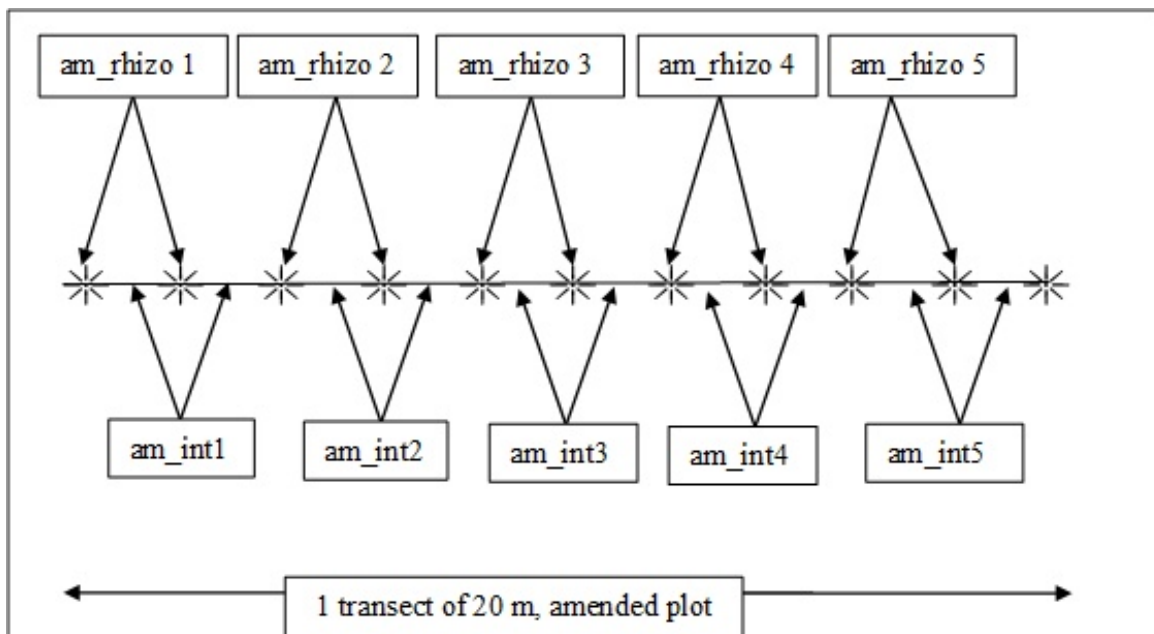 am_rhizo 1
am_rhizo 2
am_rhizo 3
am_rhizo 4
am_rhizo 5
am_int1
am_int2
am_int3
am_int4
am_int5
1 transect of 20 m, amended plot